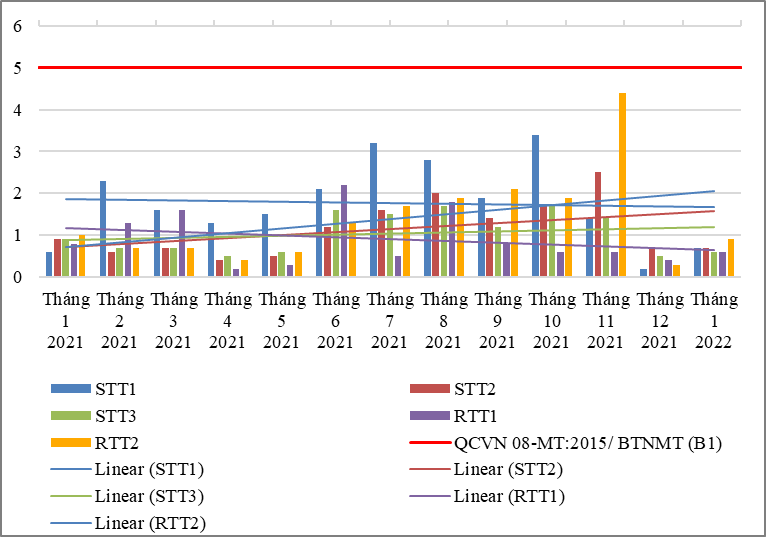 6
5
4
3
2
1
0
Tháng Tháng Tháng Tháng Tháng Tháng Tháng Tháng Tháng Tháng Tháng Tháng Tháng
1 2 3 4 5 6 7 8 9 10 11 12 1
2021 2021 2021 2021 2021 2021 2021 2021 2021 2021 2021 2021 2022
STT1 STT2
STT3 RTT1
RTT2 QCVN 08-MT:2015/ BTNMT (B1)
Linear (STT1) Linear (STT2)
Linear (STT3) Linear (RTT1)
Linear (RTT2)